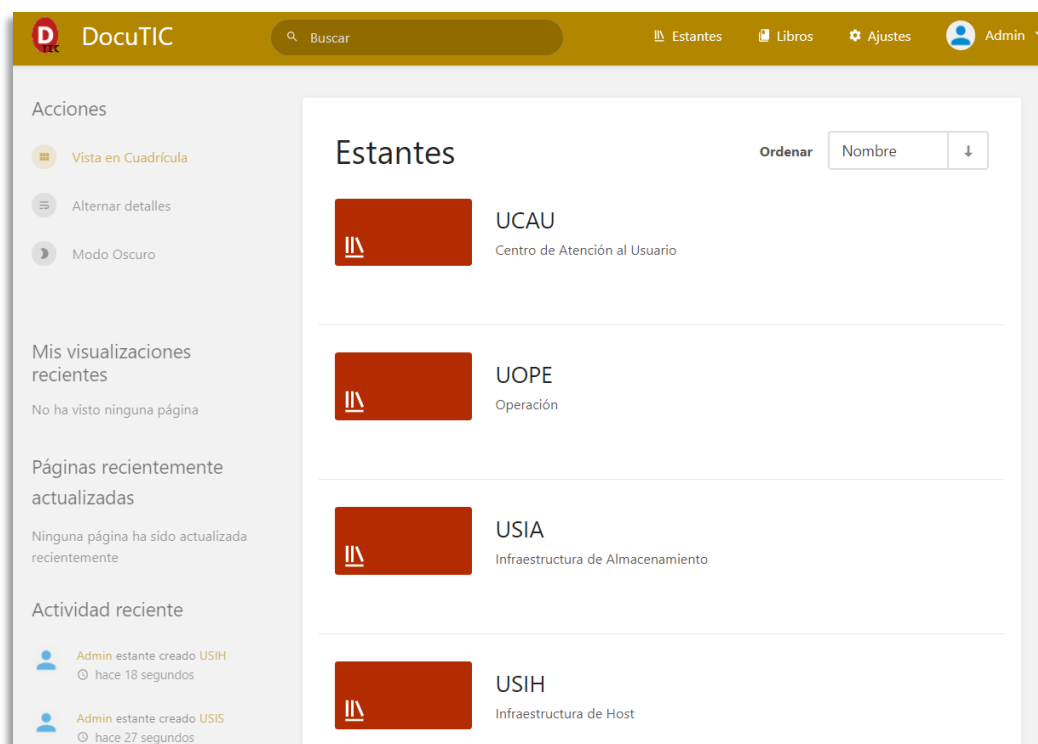 D
TIC
DocuTIC
Buscar
Estantes
Libros
Ajustes
Admin
Acciones
Vista en Cuadrícula
Alternar detalles
Modo Oscuro
Mis visualizaciones
recientes
No ha visto ninguna página
Páginas recientemente
actualizadas
Ninguna página ha sido actualizada
recientemente
Actividad reciente
Admin estante creado USIH
hace 18 segundos
Admin estante creado USIS
hace 27 segundos
Estantes
Ordenar
Nombre
UCAU
Centro de Atención al Usuario
UOPE
Operación
USIA
Infraestructura de Almacenamiento
USIH
Infraestructura de Host